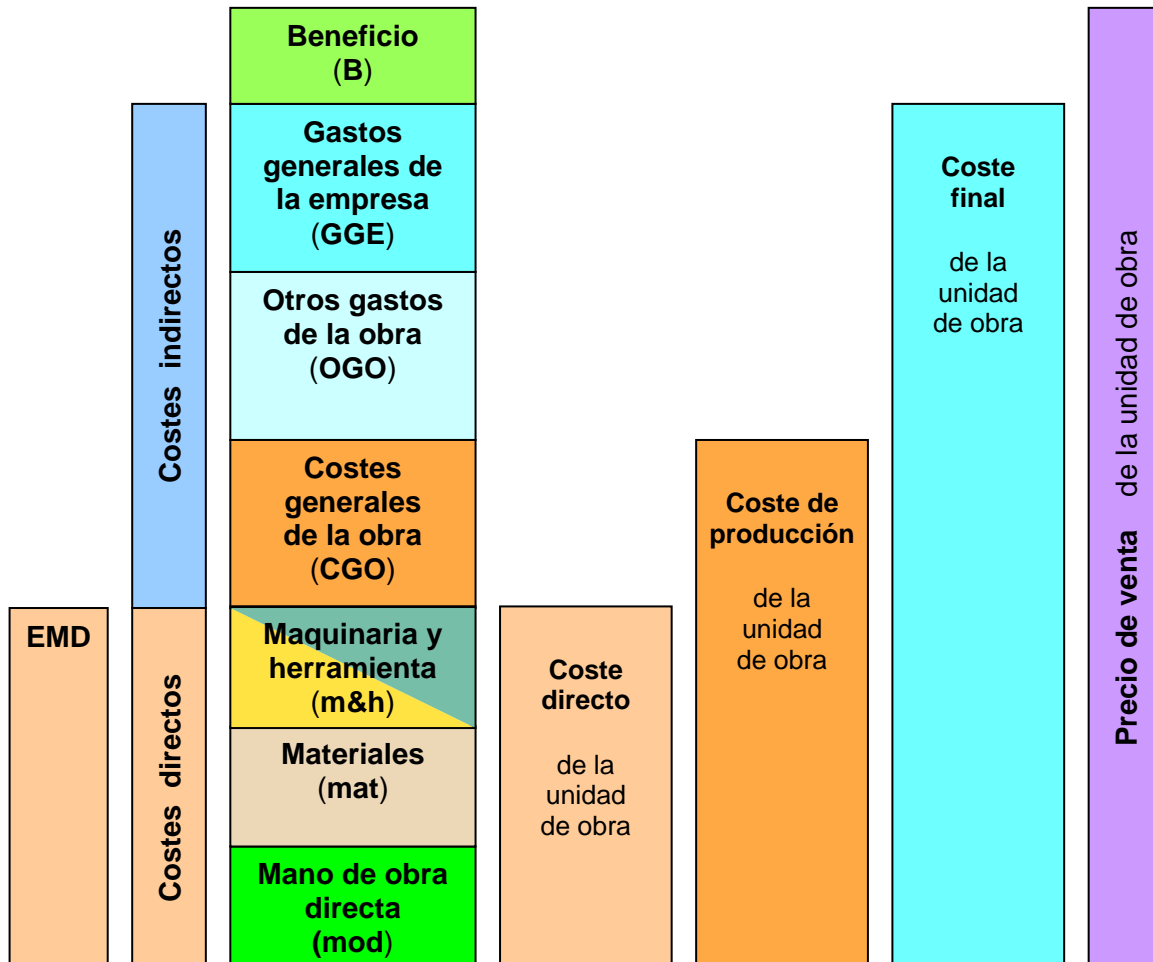 Beneficio
(B)
Gastos
generales de
la empresa
(GGE)
Otros gastos
de la obra
(OGO)
Costes
generales
de la obra
(CGO)
Maquinaria y
herramienta
(m&h)
Materiales
(mat)
Mano de obra
directa
(mod)
EMD
Costes indirectos
Costes directos
Coste
directo
de la
unidad
de obra
Coste de
producción
de la
unidad
de obra
Coste
final
de la
unidad
de obra
Precio de venta de la unidad de obra